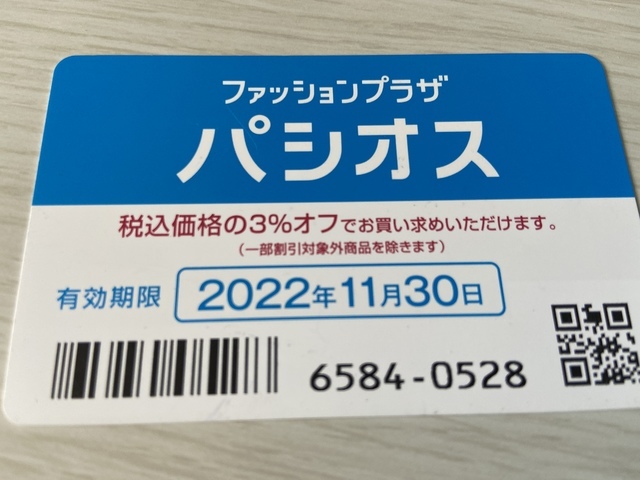 ファッションプラザ
パシオス
税込価格の3%オフでお買い求めいただけます。
(一部割引対象外商品を除きます)
有効期限 2022年11月30日
6584-0528